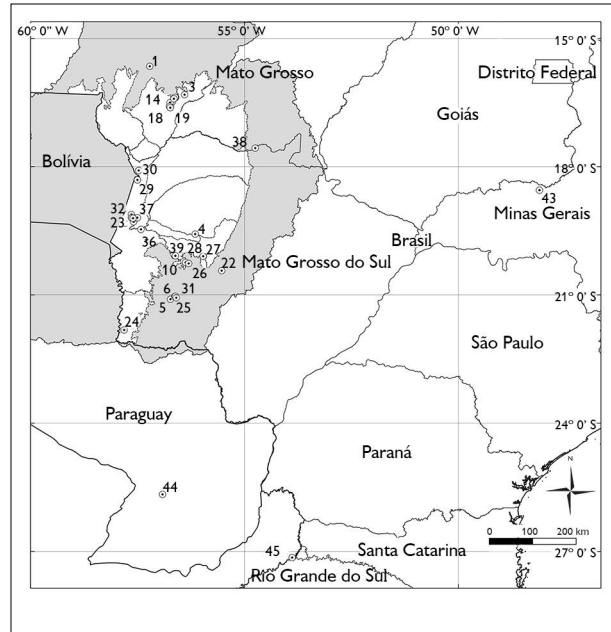 60° 0'' W 55° 0' W 50° 0' W
15° 0' S
1
Mato Grosso
Distrito Federal
3
14
18 19
Goiás
38
Bolívia
18° 0' S
30
29
43
32 37
23
Minas Gerais
36
4
Brasil
39 28 27
Mato Grosso do Sul
10 26 22
6 31
21° 0' S
5 25
24
São Paulo
Paraguay
24° 0' S
Paraná
44
N
0 100 200 km
45
Santa Catarina
27° 0' S
Rio Grande do Sul